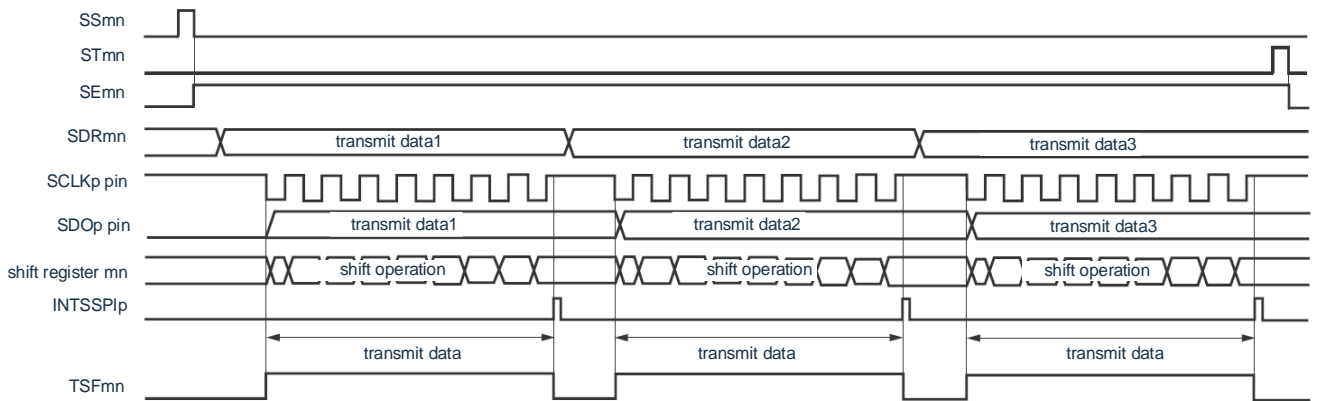 SSmn
STmn
SEmn
SDRmn transmit data1 transmit data2 transmit data3
SCLKp pin
SDOp pin transmit data1 transmit data2 transmit data3
shift register mn shift operation shift operation shift operation
INTSSPIp
transmit data transmit data transmit data
TSFmn